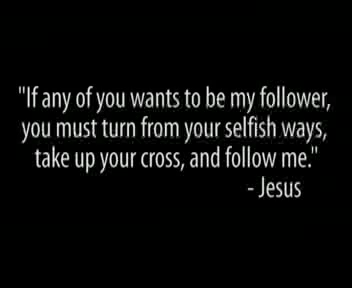 "If any of you wants to be my follower,
you must turn from your selfish ways,
take up your cross, and follow me."
- Jesus